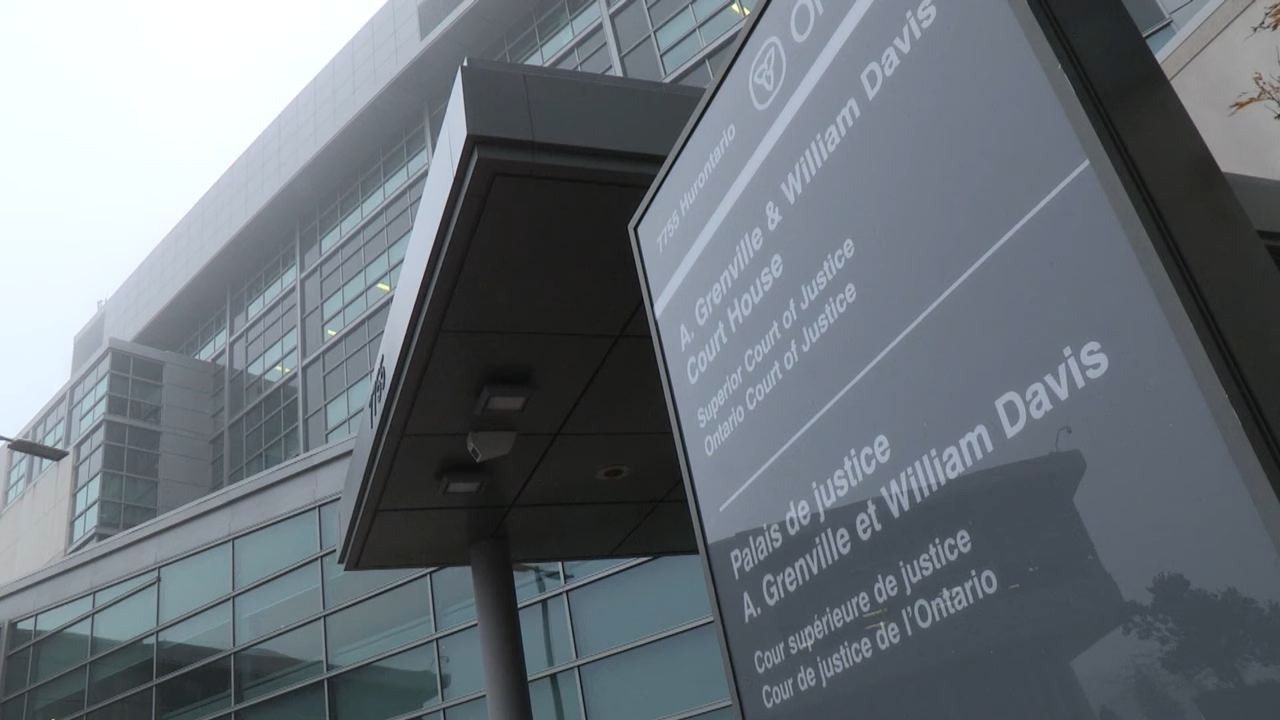 7755 Hurontario
A. Grenville & William Davis
Court House
Superior Court of Justice
Ontario Court of Justice
Palais de justice
A. Grenville et William Davis
Cour supérieure de justice
Cour de justice de l'Ontario
7755